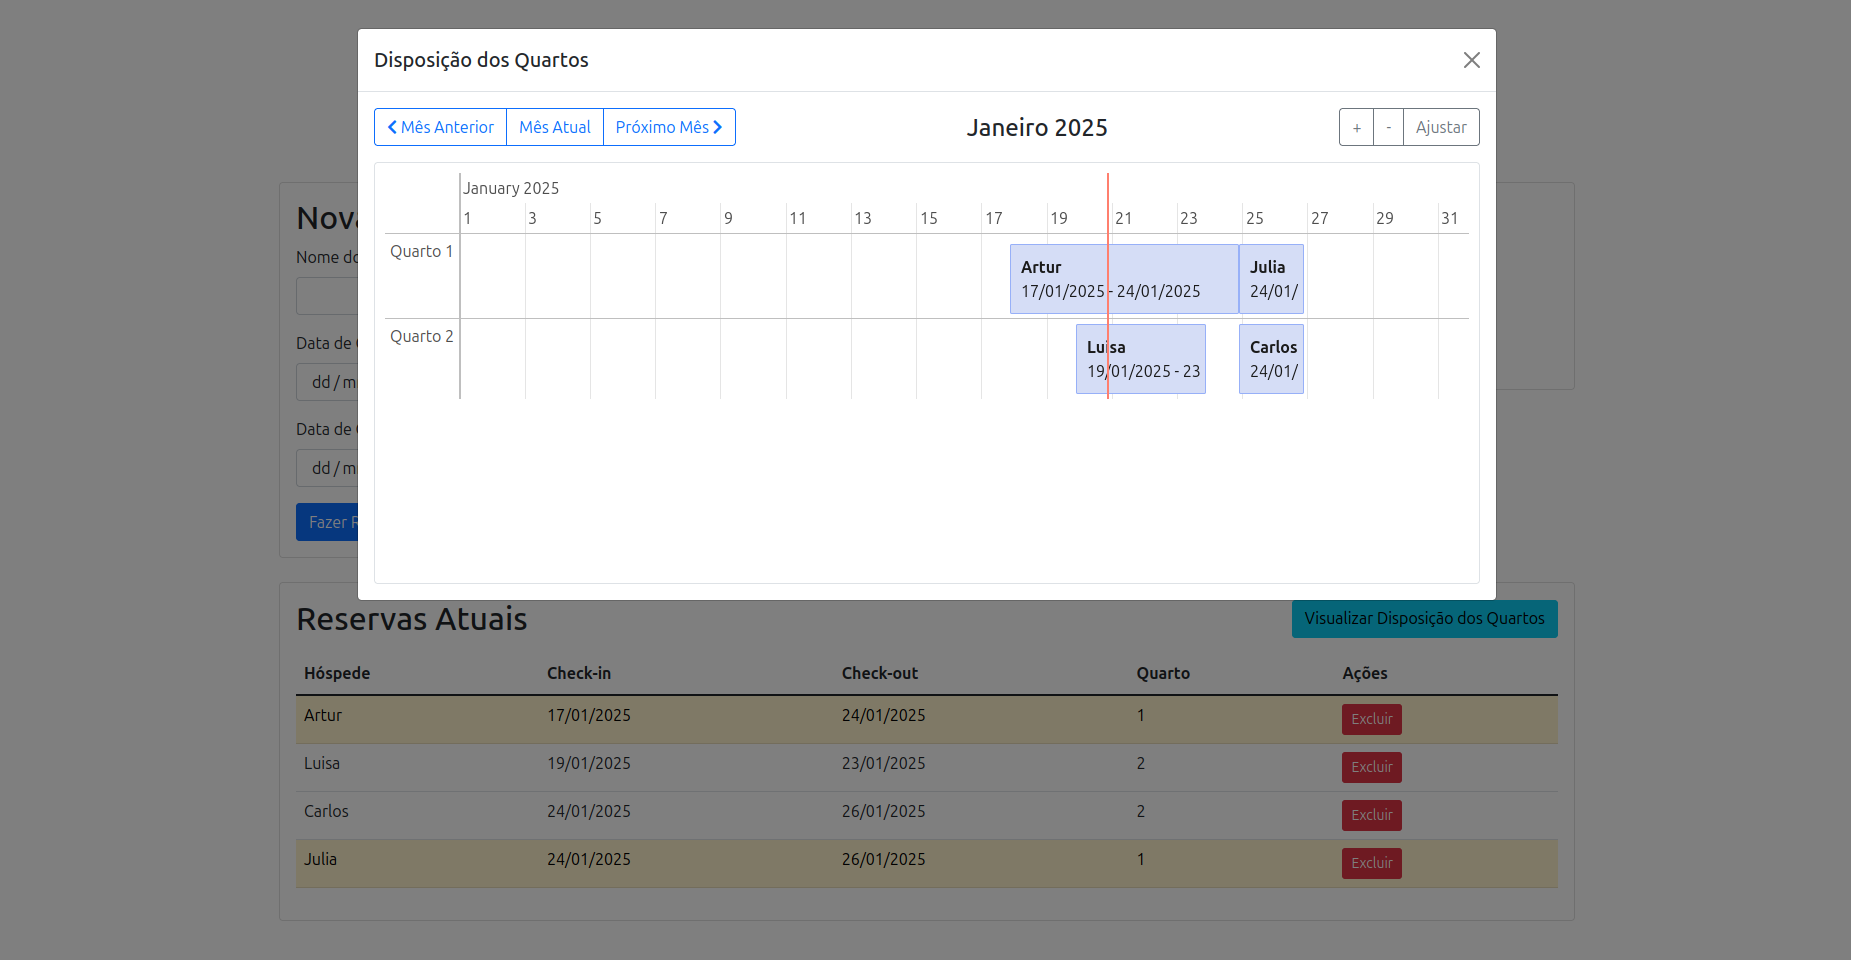 Disposição dos Quartos
Mês Anterior Mês Atual Próximo Mês
Janeiro 2025
+ - Ajustar
January 2025
1 3 5 7 9 11 13 15 17 19 21 23 25 27 29 31
Quarto 1
Artur
17/01/2025 - 24/01/2025
Julia
24/01/
Quarto 2
Luisa
19/01/2025 - 23
Carlos
24/01/
Nova
Nome do
Data de
dd / m
Data de
dd / m
Fazer R
Reservas Atuais
Visualizar Disposição dos Quartos
Hóspede Check-in Check-out Quarto Ações
Artur 17/01/2025 24/01/2025 1 Excluir
Luisa 19/01/2025 23/01/2025 2 Excluir
Carlos 24/01/2025 26/01/2025 2 Excluir
Julia 24/01/2025 26/01/2025 1 Excluir